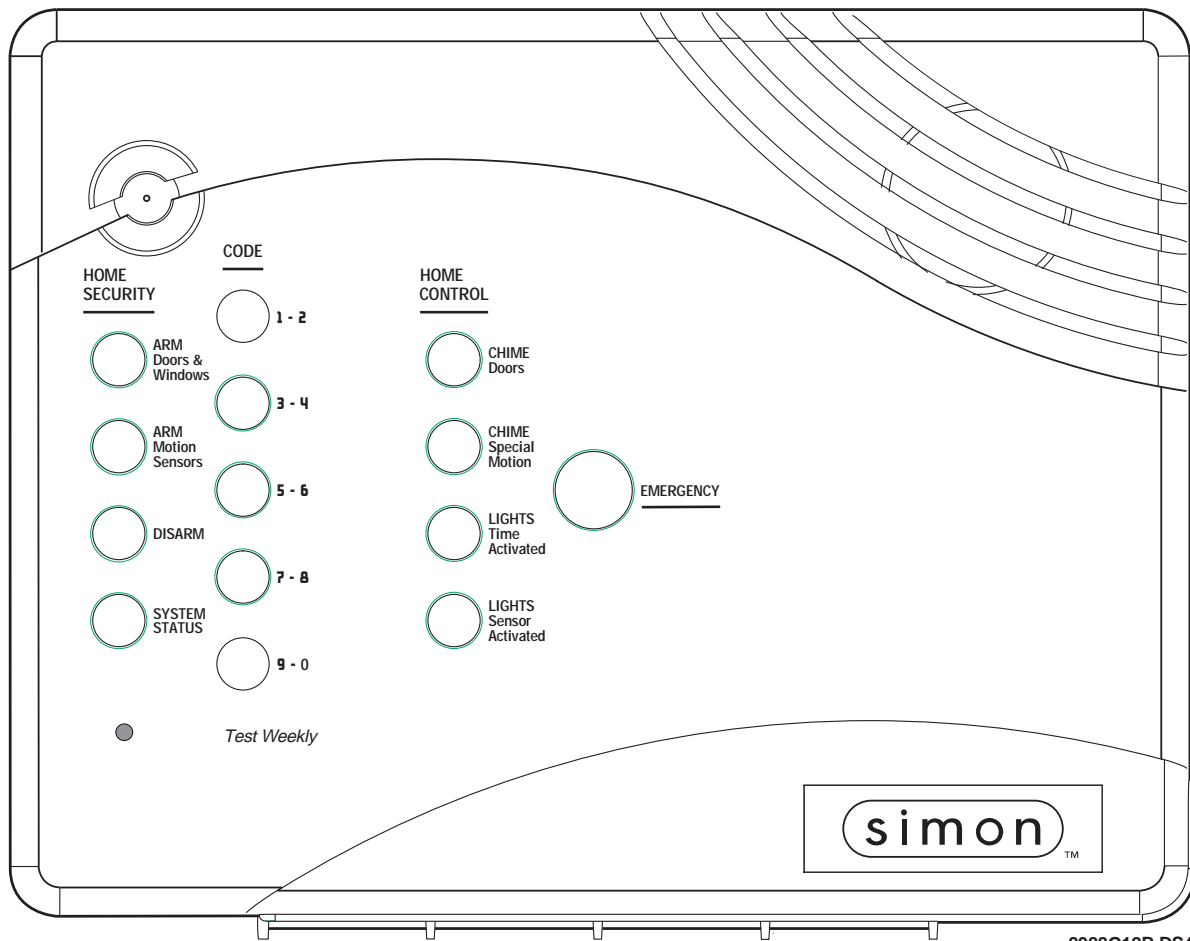 CODE
HOME
SECURITY
1 - 2
ARM
Doors &
Windows
3 - 4
ARM
Motion
Sensors
5 - 6
DISARM
7 - 8
SYSTEM
STATUS
9 - 0
Test Weekly
HOME
CONTROL
CHIME
Doors
CHIME
Special
Motion
LIGHTS
Time
Activated
LIGHTS
Sensor
Activated
EMERGENCY
simon
TM